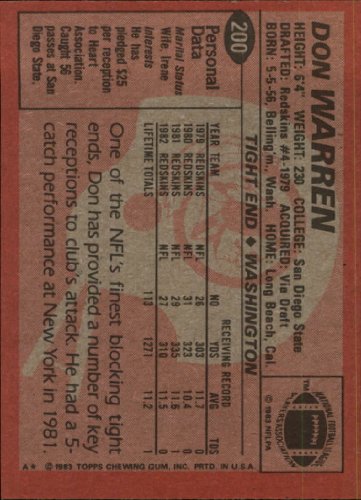 DON WARREN
HEIGHT: 6'4" WEIGHT: 230 COLLEGE: San Diego State
DRAFTED: Redskins #4-1979 ACQUIRED: Via Draft
BORN: 5-5-56, Belling'm, Wash. HOME: Long Beach, Cal.
200
TIGHT END ♦ WASHINGTON
Personal
Data
Marital Status
Wife, Irene
Interests
He has
pledged $25
per reception
to Heart
Association.
Caught 56
passes at San
Diego State.
RECEIVING RECORD
YEAR TEAM NO YDS AVG TDS
1979 REDSKINS NFL 26 303 11.7 0
1980 REDSKINS NFL 31 323 10.4 0
1981 REDSKINS NFL 29 335 11.6 1
1982 REDSKINS NFL 27 310 11.5 0
LIFETIME TOTALS 113 1271 11.2 1
One of the NFL's finest blocking tight
ends, Don has provided a number of key
receptions to club's attack. He had a 5-
catch performance at New York in 1981.
NATIONAL FOOTBALL LEAGUE
PLAYERS ASSOCIATION
© 1983 NFLPA
A* © 1983 TOPPS CHEWING GUM, INC. PRTD. IN U.S.A.